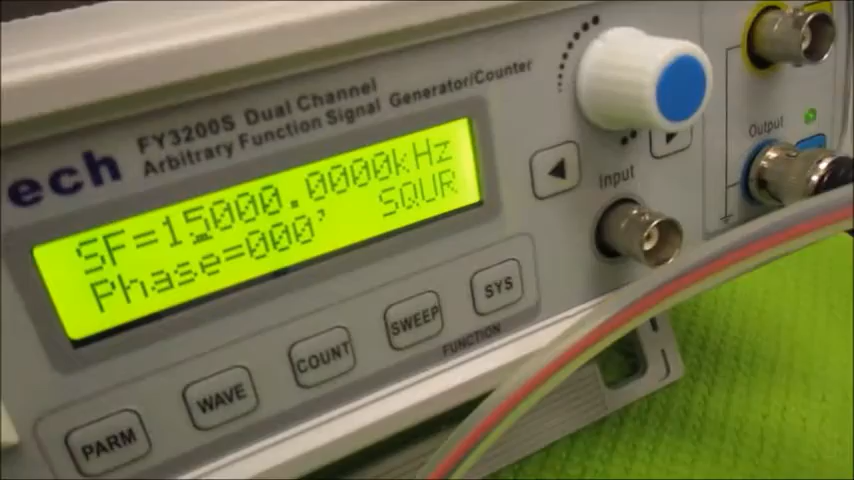 ech
FY3200S Dual Channel
Arbitrary Function Signal Generator/Counter
SF=15000.0000kHz
Phase=000' SQUR
Input
Output
PARM
WAVE
COUNT
SWEEP
SYS
FUNCTION